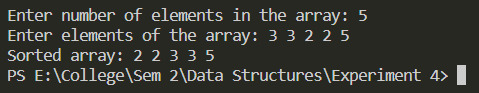 Enter number of elements in the array: 5
Enter elements of the array: 3 3 2 2 5
Sorted array: 2 2 3 3 5
PS E:\College\Sem 2\Data Structures\Experiment 4>